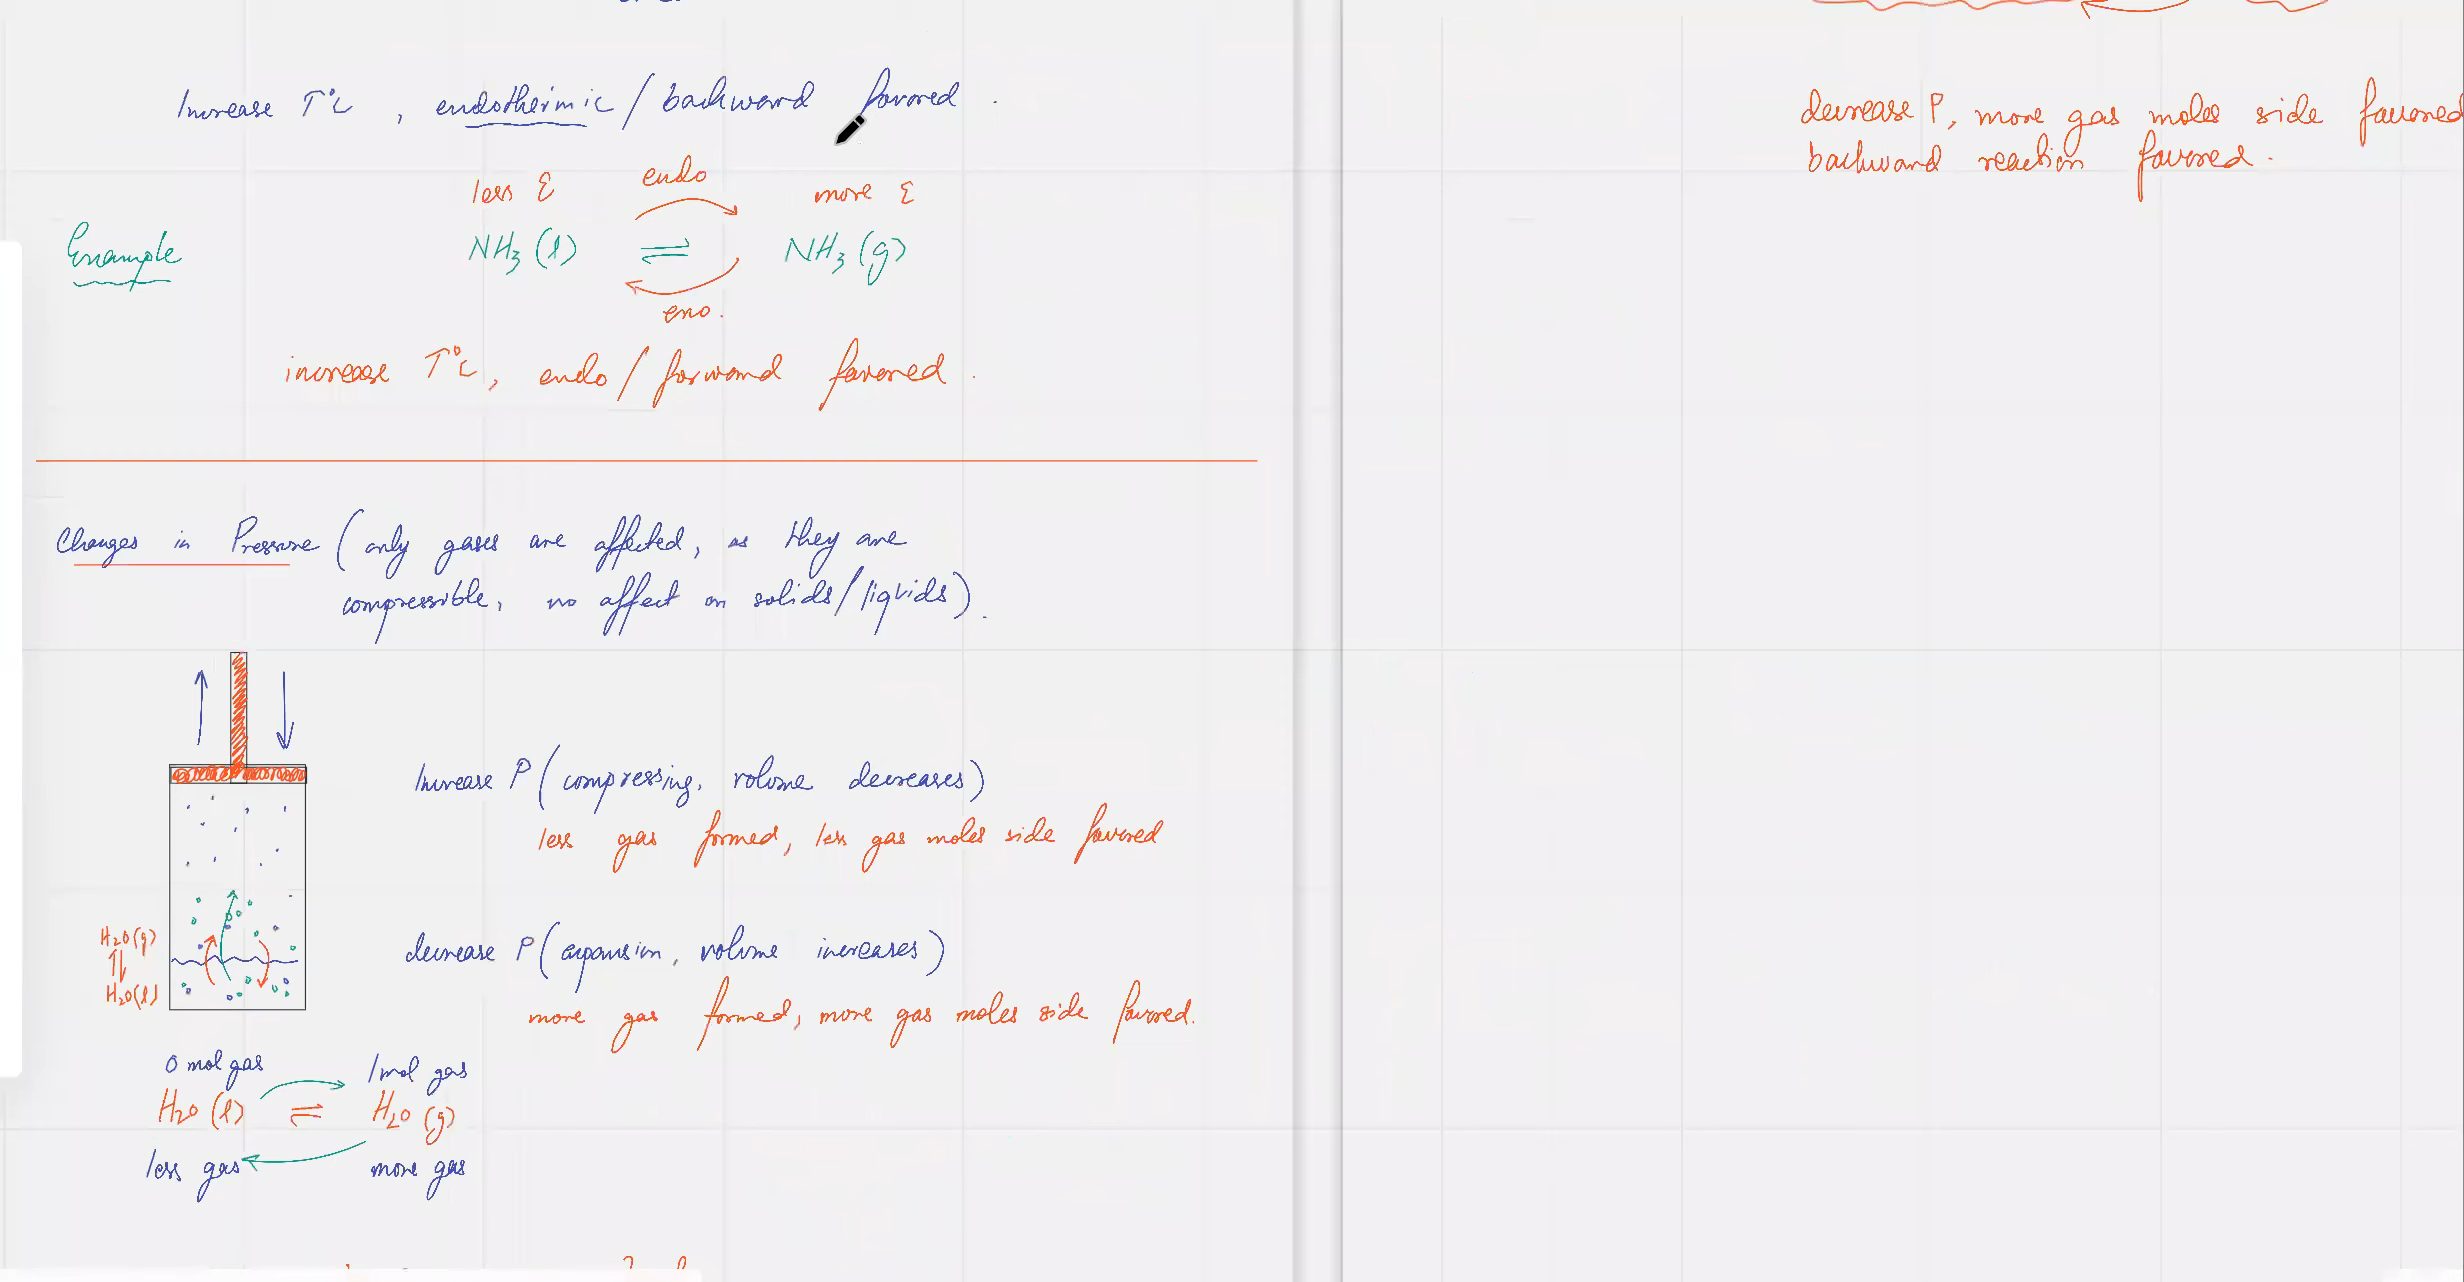 Increase T°C , endothermic / backward favored .
less E endo more E
Example NH3 (l) ⇌ NH3 (g)
exo.
increase T°C, endo / forward favored .
Changes in Pressure ( only gases are affected, as they are
compressible, no affect on solids/liquids).
Increase P ( compressing, volume decreases)
less gas formed, less gas moles side favored
decrease P ( expansion, volume increases)
more gas formed, more gas moles side favored.
H2O(g)
⇅
H2O(l)
0 mol gas 1 mol gas
H2O (l) ⇌ H2O (g)
less gas more gas
decrease P, more gas moles side favored
backward reaction favored.